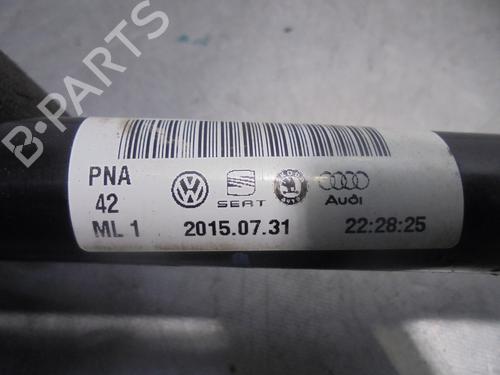 B-PARTS
PNA
42
SEAT
Audi
ML 1 2015.07.31 22:28:25